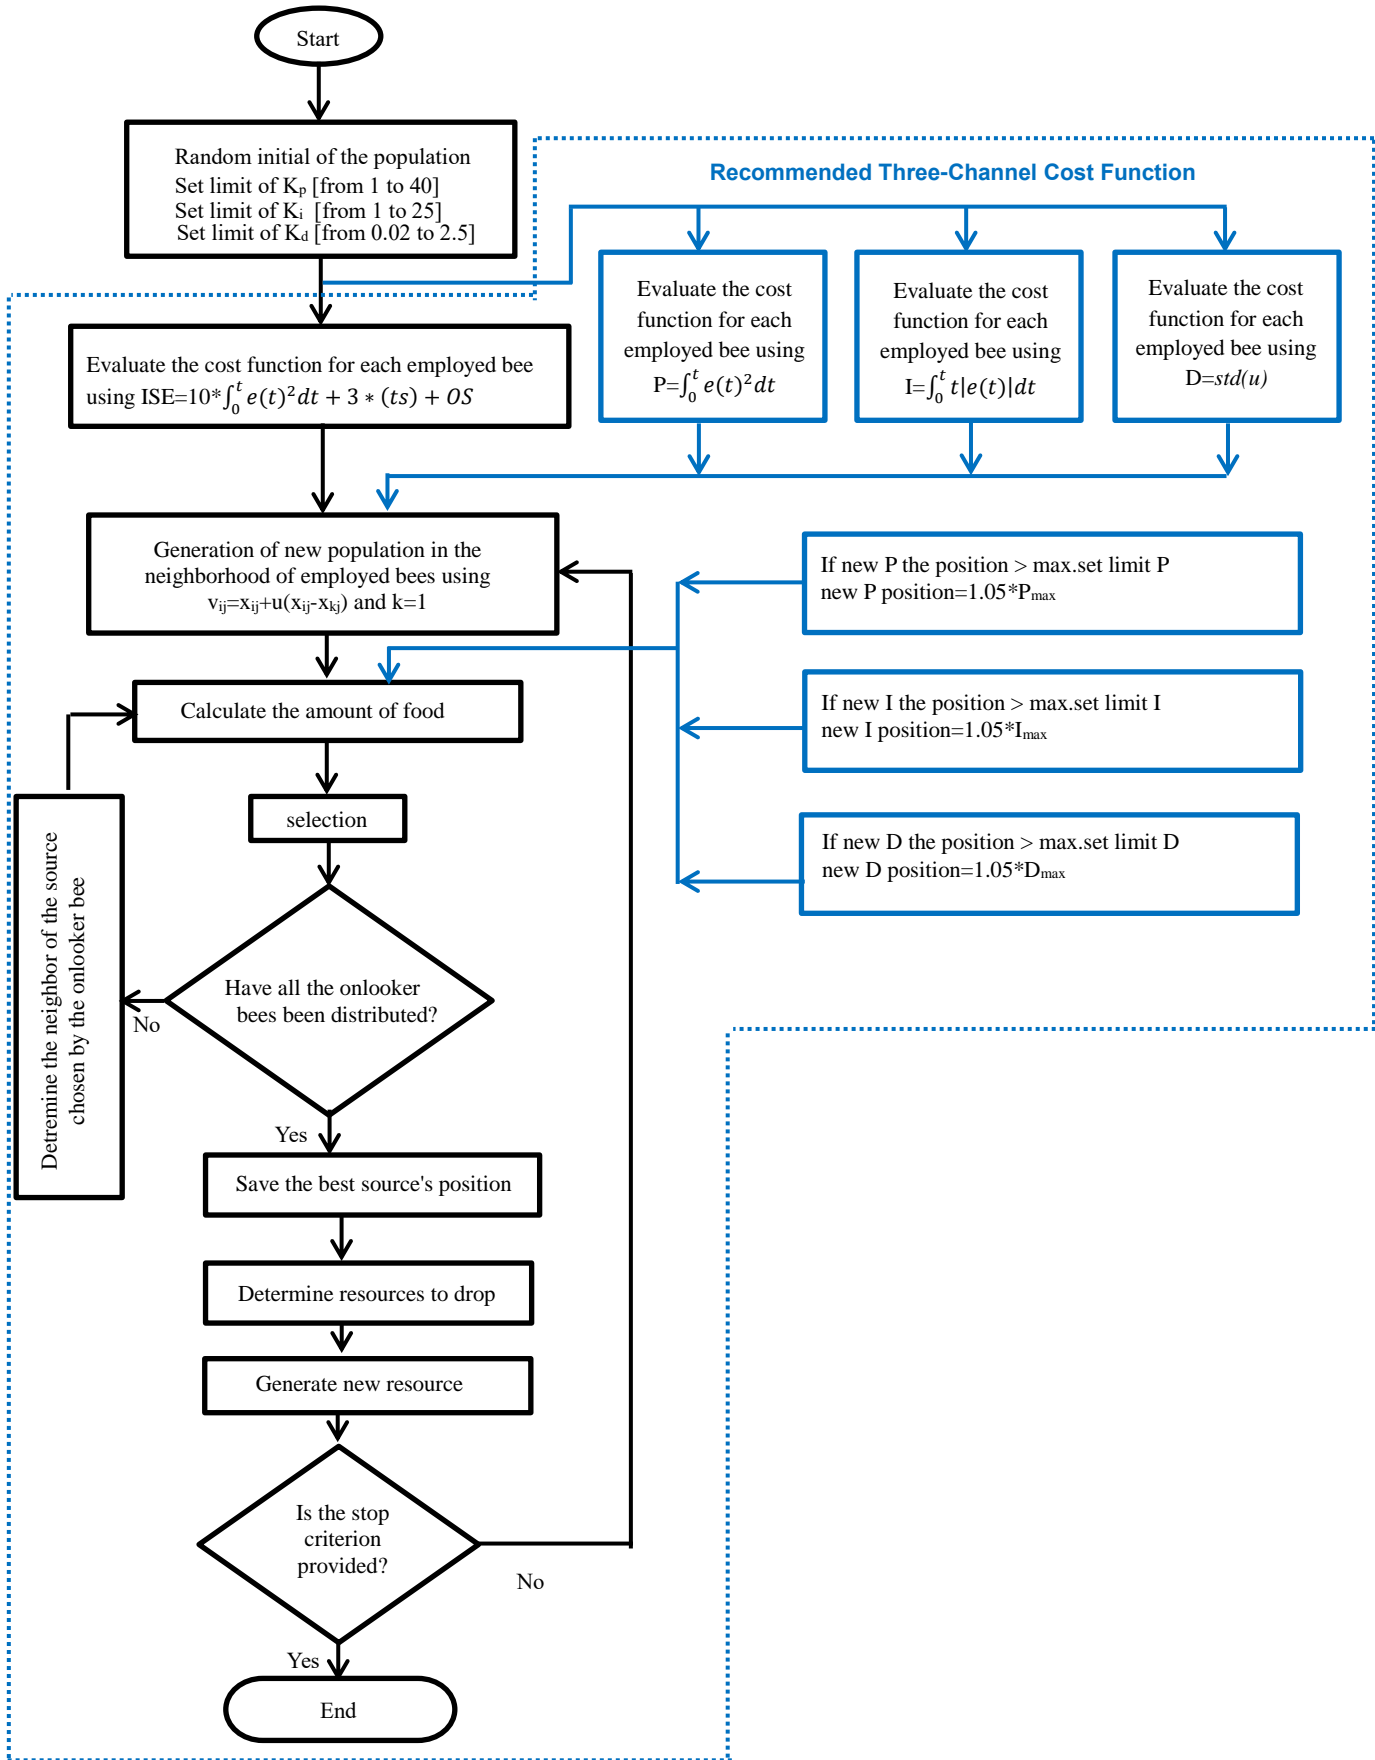 Start
Random initial of the population
Set limit of Kp [from 1 to 40]
Set limit of Ki [from 1 to 25]
Set limit of Kd [from 0.02 to 2.5]
Recommended Three-Channel Cost Function
Evaluate the cost function for each employed bee
using ISE=10*∫₀ᵗ e(t)²dt + 3 * (ts) + OS
Evaluate the cost
function for each
employed bee using
P=∫₀ᵗ e(t)²dt
Evaluate the cost
function for each
employed bee using
I=∫₀ᵗ t|e(t)|dt
Evaluate the cost
function for each
employed bee using
D=std(u)
Generation of new population in the
neighborhood of employed bees using
vij=xij+u(xij-xkj) and k=1
If new P the position > max.set limit P
new P position=1.05*Pmax
Calculate the amount of food
If new I the position > max.set limit I
new I position=1.05*Imax
selection
If new D the position > max.set limit D
new D position=1.05*Dmax
Detremine the neighbor of the source
chosen by the onlooker bee
Have all the onlooker
bees been distributed?
No
Yes
Save the best source's position
Determine resources to drop
Generate new resource
Is the stop
criterion
provided?
No
Yes
End